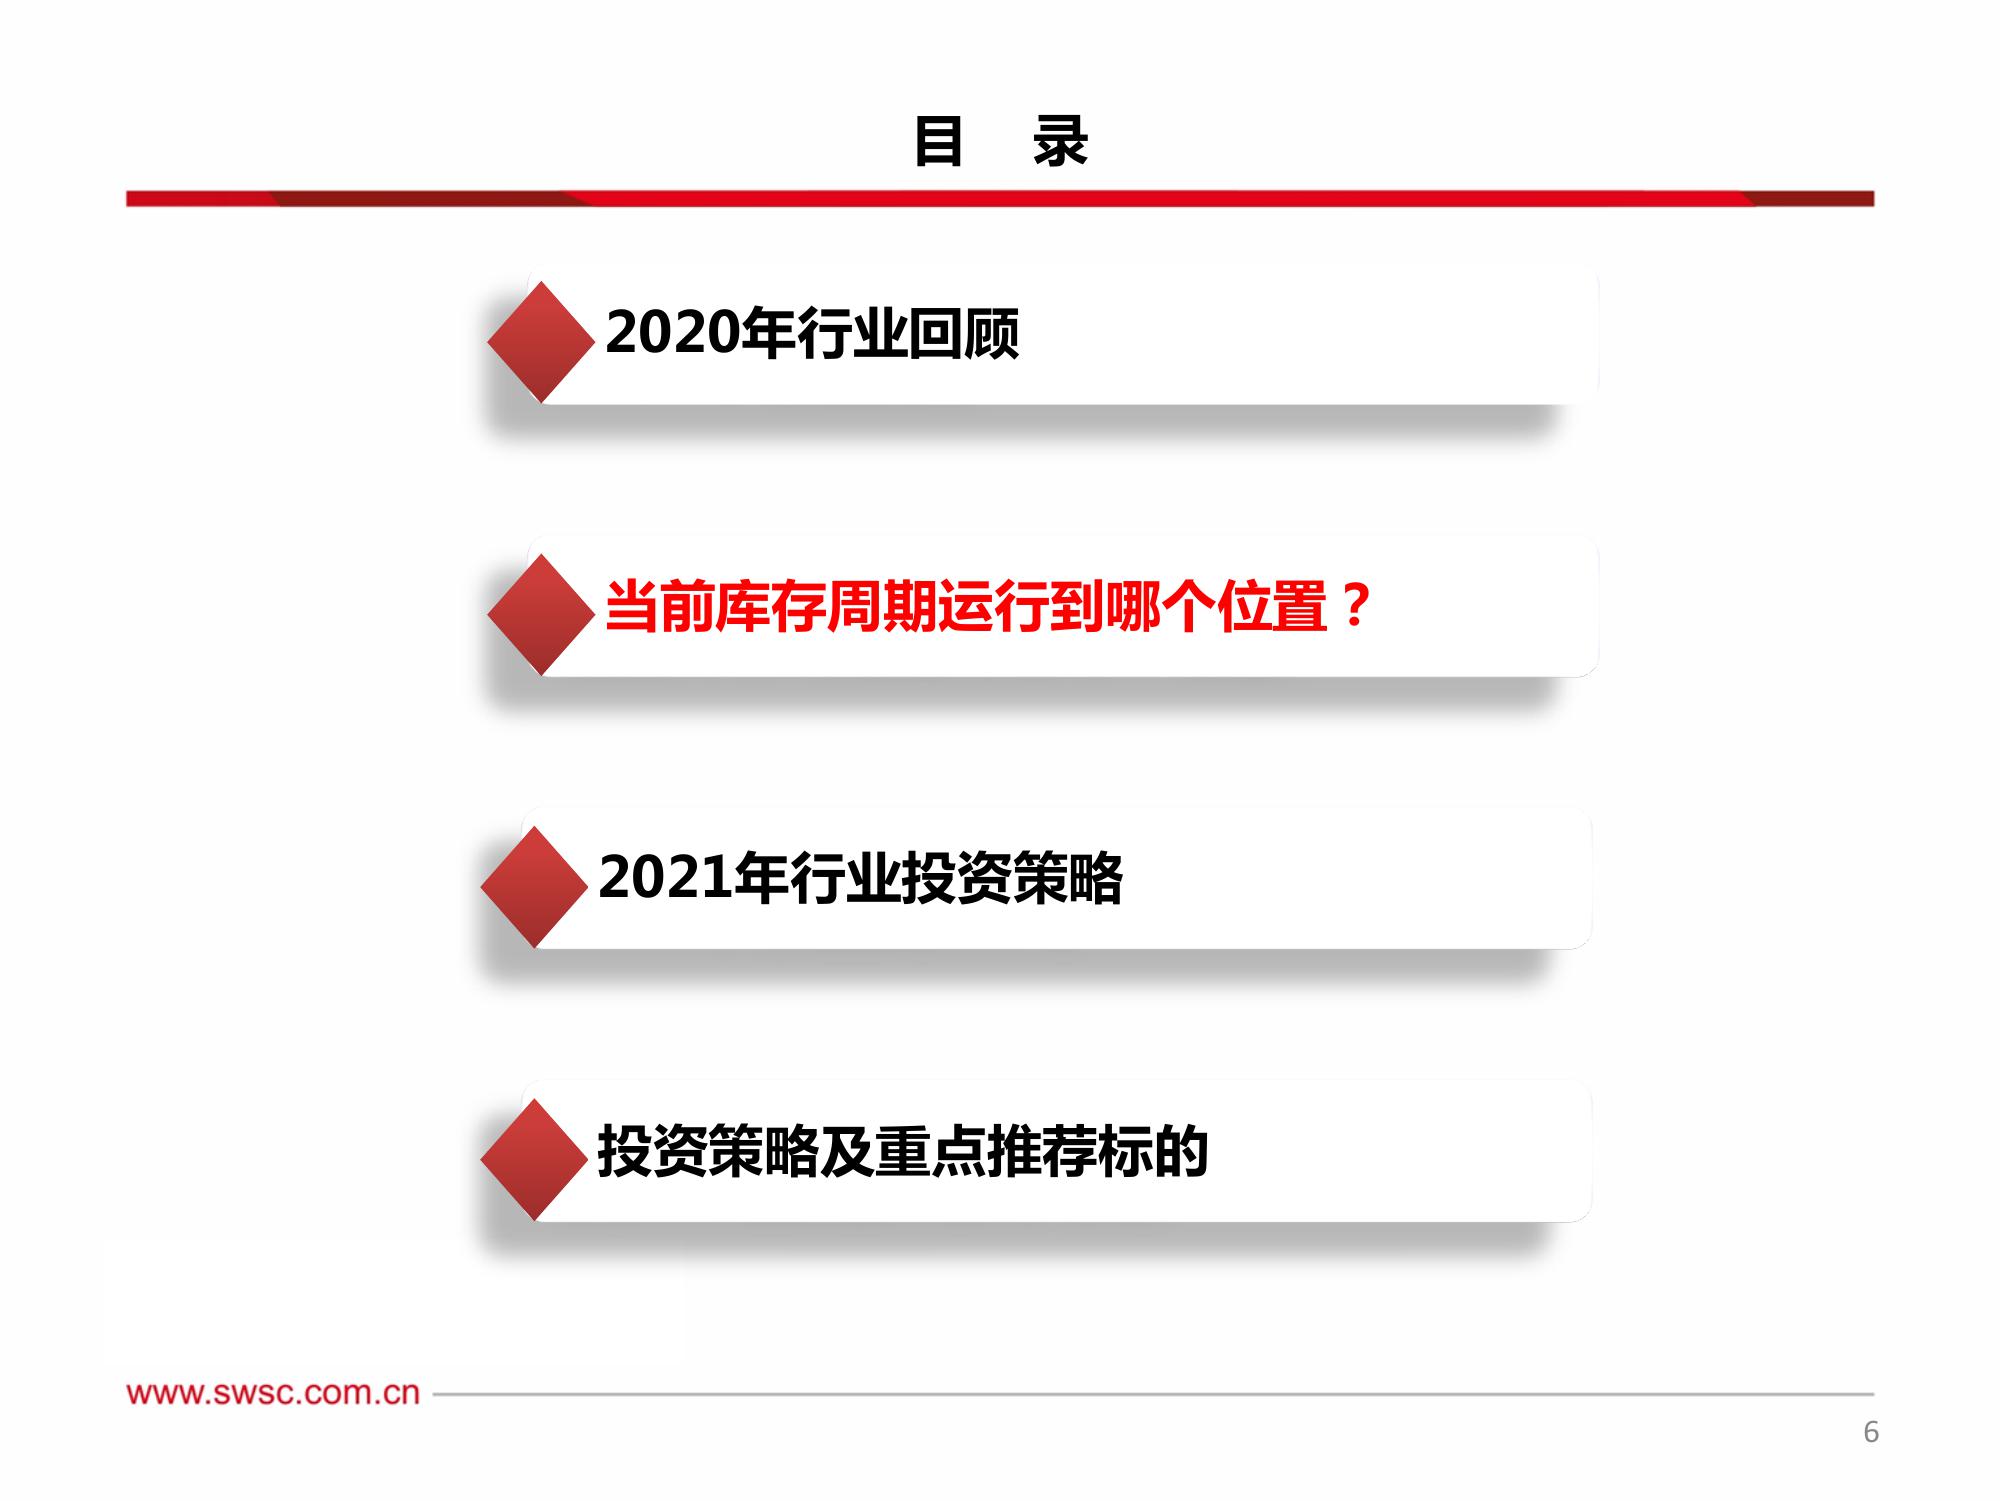 目 录
2020年行业回顾
当前库存周期运行到哪个位置？
2021年行业投资策略
投资策略及重点推荐标的
www.swsc.com.cn
6